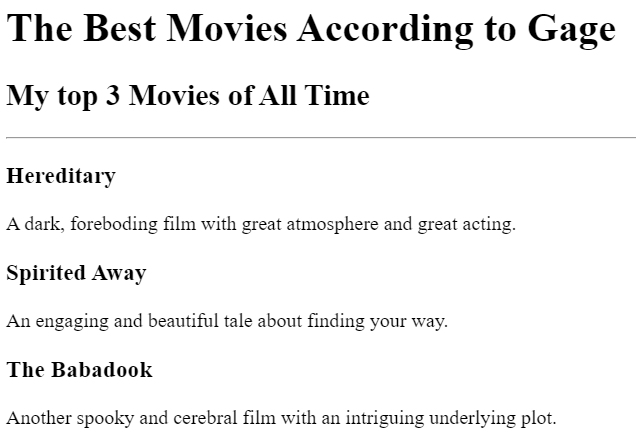 The Best Movies According to Gage
My top 3 Movies of All Time
Hereditary
A dark, foreboding film with great atmosphere and great acting.
Spirited Away
An engaging and beautiful tale about finding your way.
The Babadook
Another spooky and cerebral film with an intriguing underlying plot.